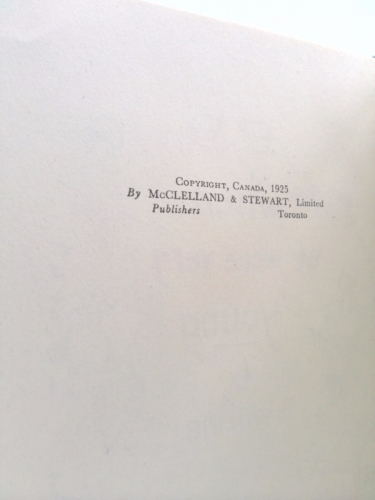 Copyright, Canada, 1925
By McCLELLAND & STEWART, Limited
Publishers Toronto